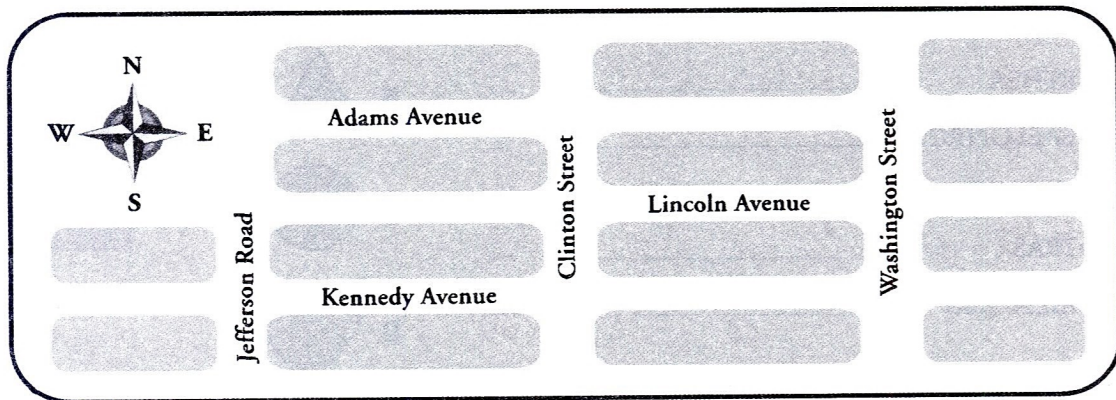 N
W E
S
Adams Avenue
Clinton Street
Lincoln Avenue
Washington Street
Jefferson Road
Kennedy Avenue